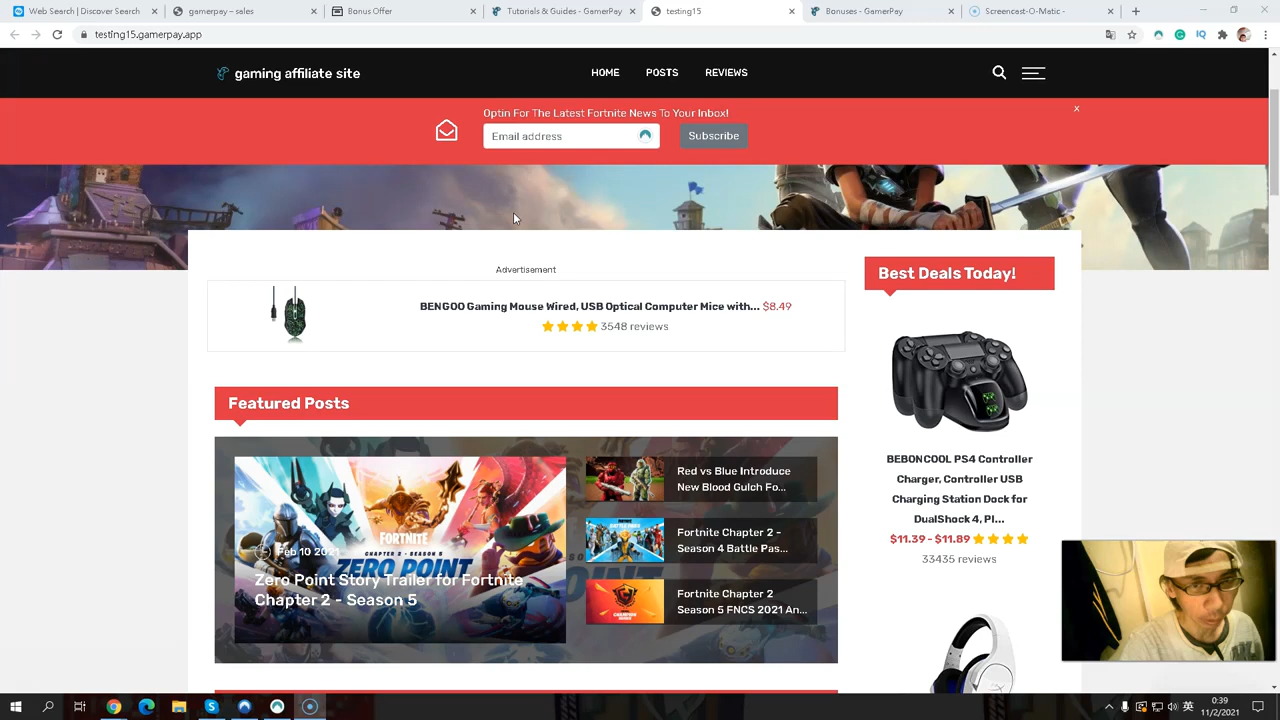 Web Search | Discover Search
gamerpay – sales
Bonus Offer
Tutorials & Guides - GamerPay
testing15
Bonuses - GamerPay
Screencast-O-Matic -
testing15.gamerpay.app
gaming affiliate site
HOME
POSTS
REVIEWS
Optin For The Latest Fortnite News To Your Inbox!
x
Email address
Subscribe
Advertisement
BENGOO Gaming Mouse Wired, USB Optical Computer Mice with... $8.49
3548 reviews
Best Deals Today!
BEBONCOOL PS4 Controller
Charger, Controller USB
Charging Station Dock for
DualShock 4, Pl...
$11.39 - $11.89
33435 reviews
Featured Posts
FORTNITE
CHAPTER 2 - SEASON 5
ZERO POINT
Feb 10 2021
Zero Point Story Trailer for Fortnite
Chapter 2 - Season 5
Red vs Blue Introduce
New Blood Gulch Fo...
Fortnite Chapter 2 -
Season 4 Battle Pas...
Fortnite Chapter 2
Season 5 FNCS 2021 An...
英
0:39
11/2/2021